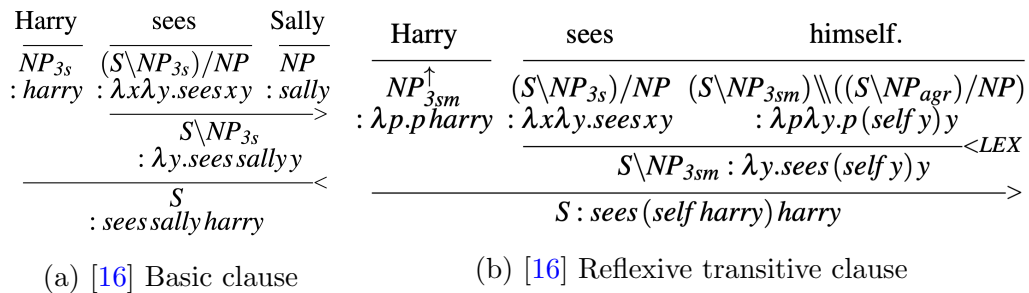 Harry sees Sally
NP3s (S\NP3s)/NP NP
: harry : λxλy.sees x y : sally
>
S\NP3s
: λy.sees sally y
<
S
: sees sally harry
(a) [16] Basic clause
Harry sees himself.
NP↑3sm (S\NP3s)/NP (S\NP3sm)\\((S\NPagr)/NP)
: λp.p harry : λxλy.sees x y : λpλy.p (self y) y
<LEX
S\NP3sm : λy.sees (self y) y
>
S : sees (self harry) harry
(b) [16] Reflexive transitive clause